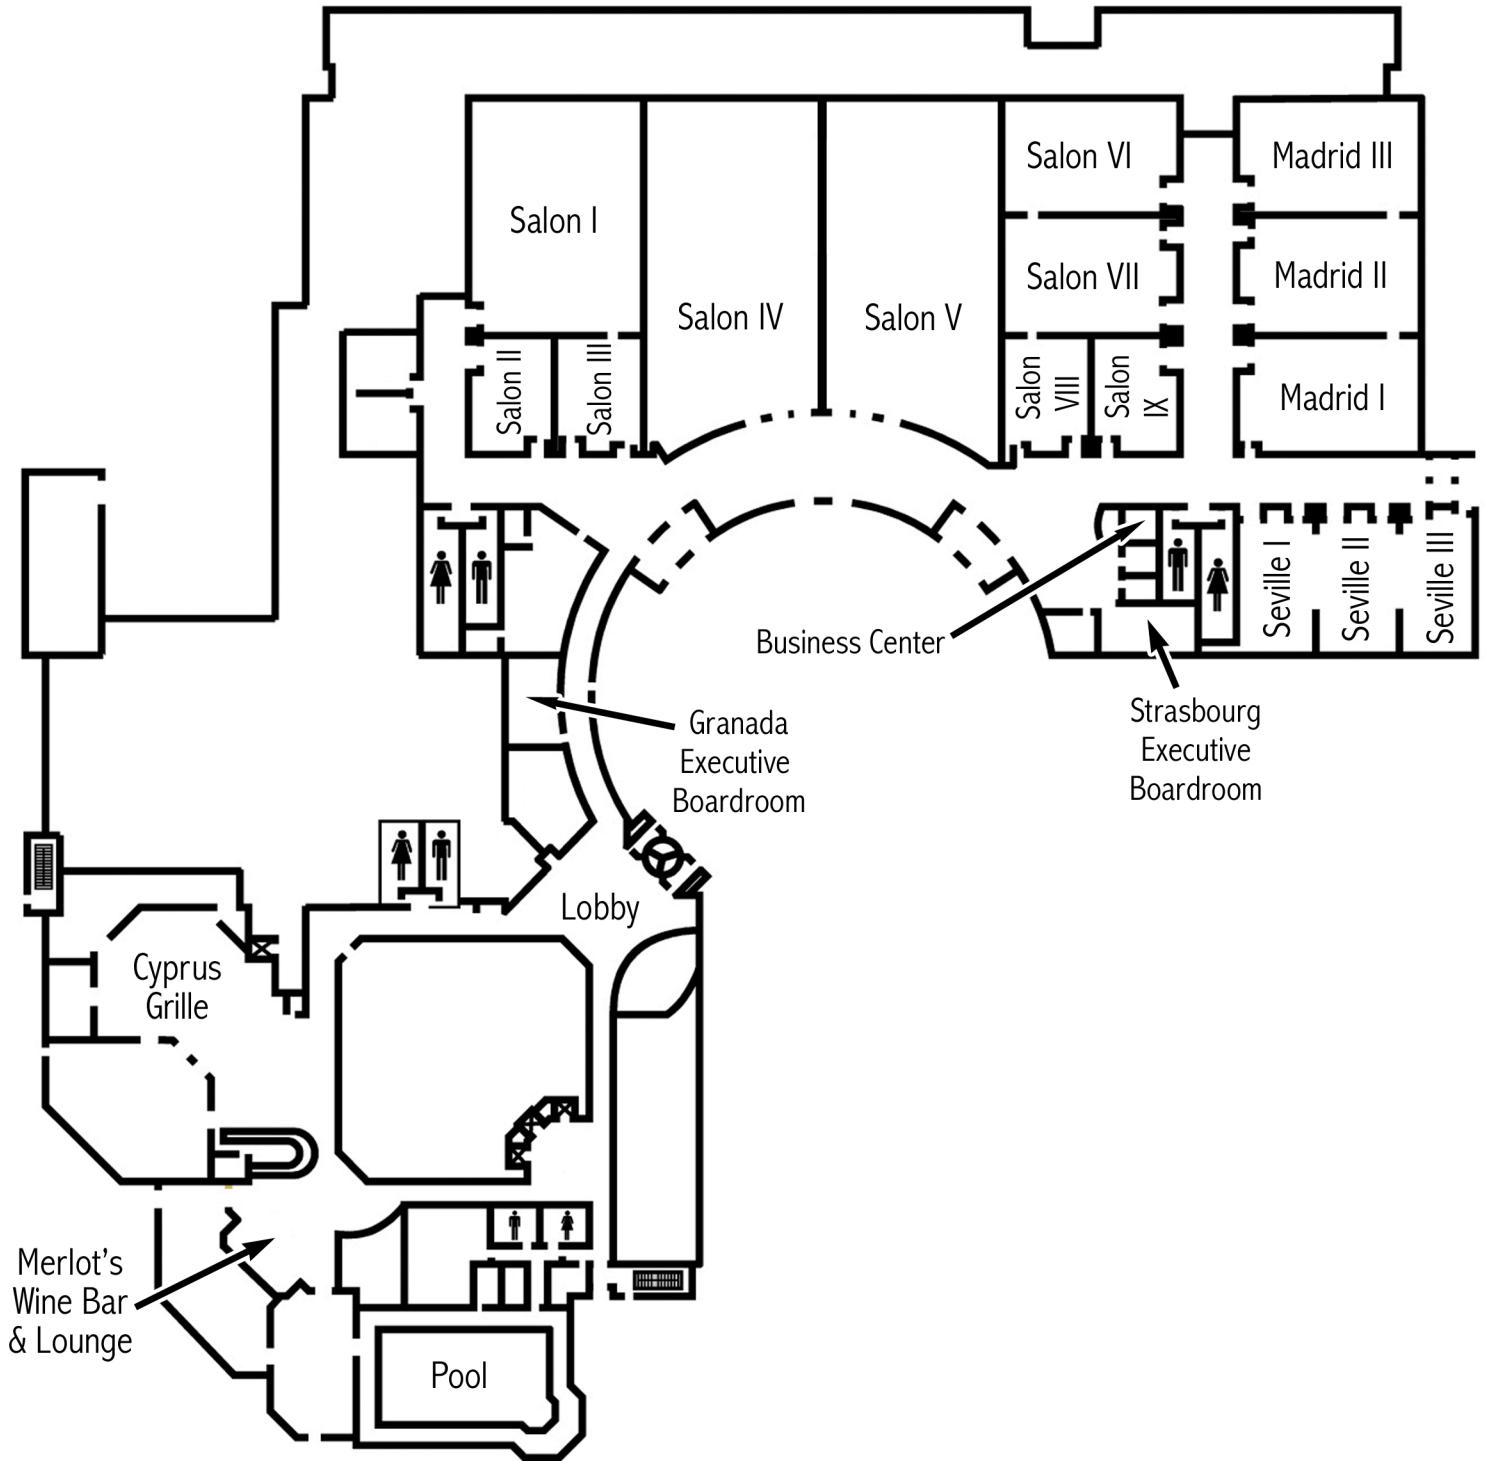 Salon I
Salon II
Salon III
Salon IV
Salon V
Salon VI
Salon VII
Salon
VIII
Salon
IX
Madrid III
Madrid II
Madrid I
Seville I
Seville II
Seville III
Business Center
Strasbourg
Executive
Boardroom
Granada
Executive
Boardroom
Lobby
Cyprus
Grille
Merlot’s
Wine Bar
& Lounge
Pool